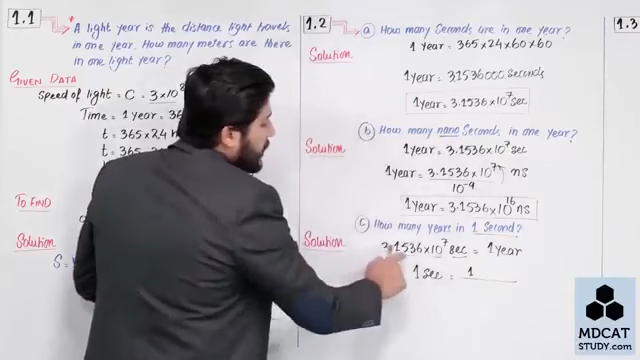 1.1
A light year is the distance light travels
in one year. How many meters are there
in one light year?
GIVEN DATA
Speed of light = C = 3×10
Time = 1 year = 36
t = 365×24
t = 365
TO FIND
Solution
S =
1.2
(a) How many Seconds are in one year?
Solution
1 Year = 365×24×60×60
1 Year = 31536000 Seconds
1 Year = 3.1536×10⁷ Sec
(b) How many nano Seconds in one year?
Solution
1 Year = 3.1536×10⁷ Sec
1 Year = 3.1536×10⁷ ns
10⁻⁹
1 Year = 3.1536×10¹⁶ ns
(c) How many years in 1 Second?
Solution
3.1536×10⁷ sec = 1 Year
1 Sec = 1
1.3
MDCAT
STUDY.com